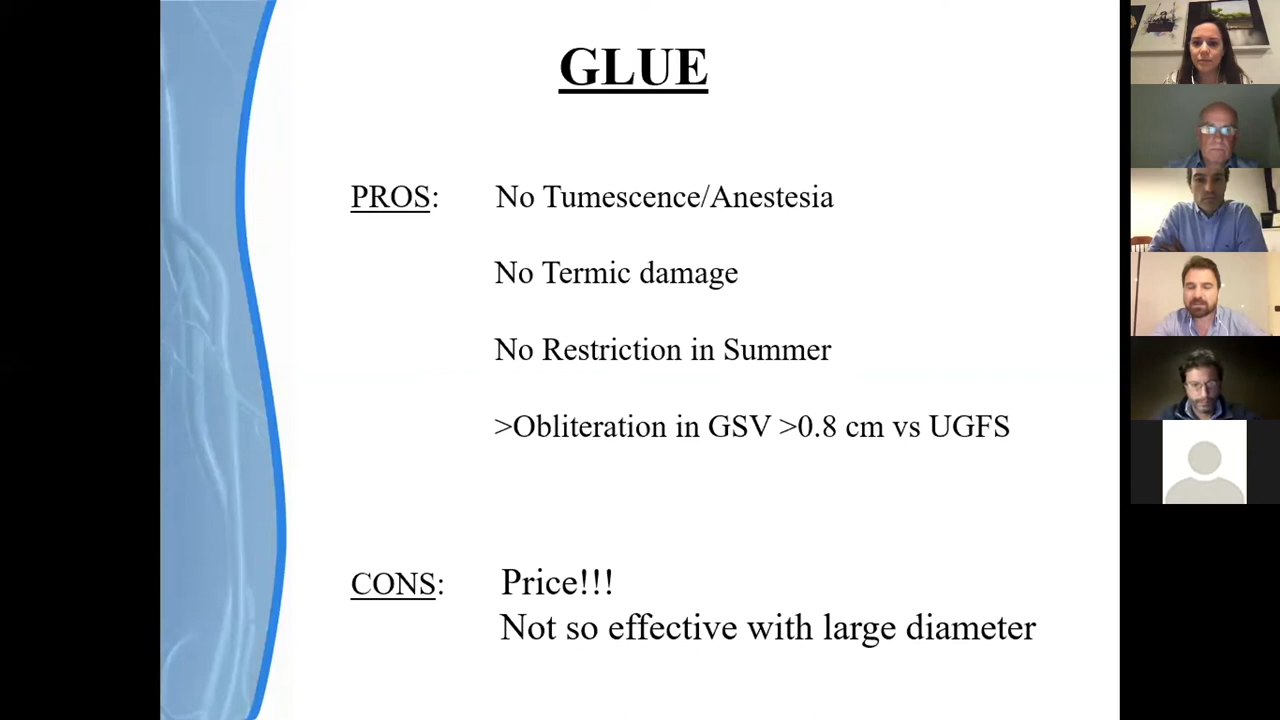 GLUE
PROS: No Tumescence/Anestesia
No Termic damage
No Restriction in Summer
>Obliteration in GSV >0.8 cm vs UGFS
CONS: Price!!!
Not so effective with large diameter